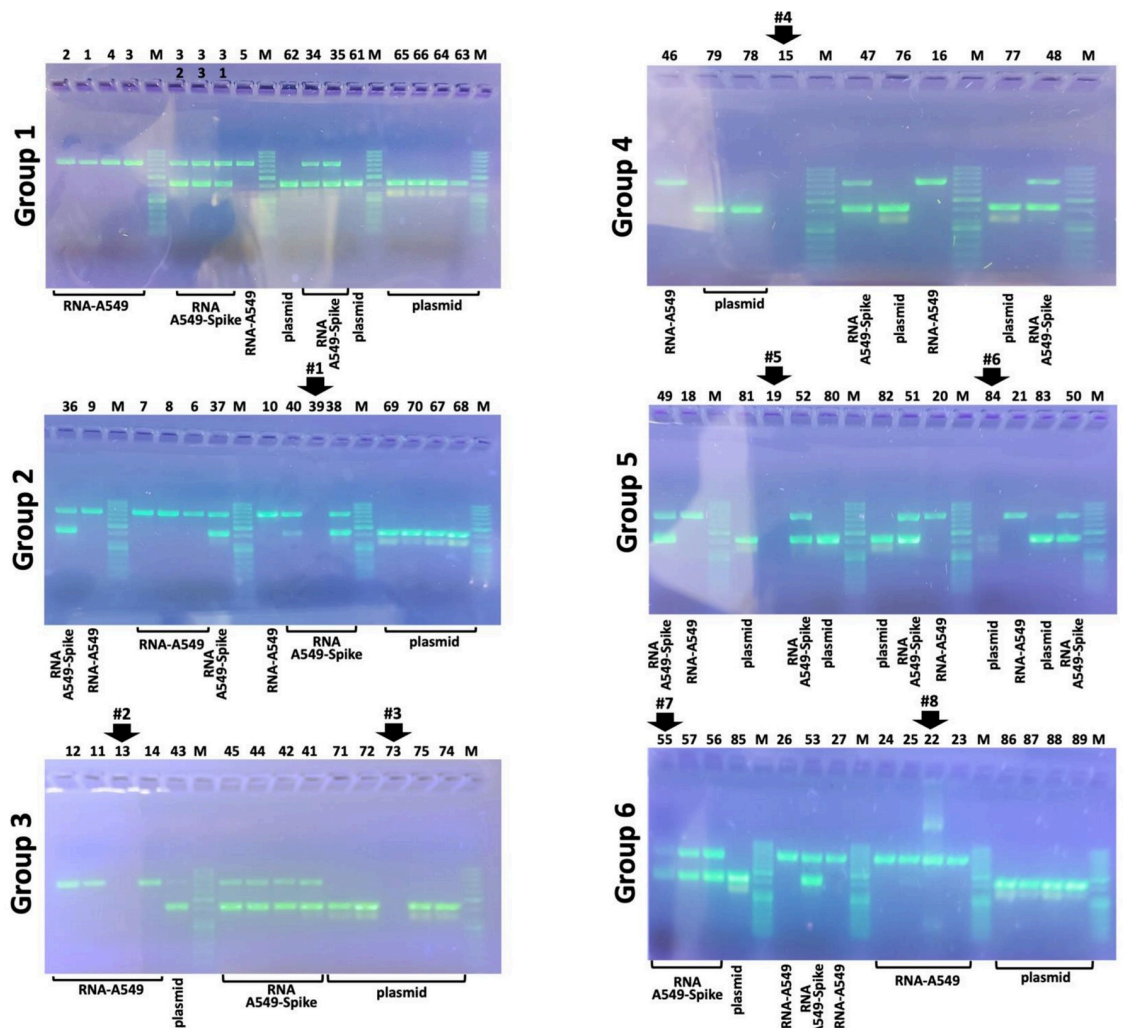 Group 1
2 1 4 3 M 3 3 3 5 M 62 34 35 61 M 65 66 64 63 M
2 3 1
RNA-A549
RNA
A549-Spike
RNA-A549
plasmid
RNA
A549-Spike
plasmid
plasmid
Group 2
#1
36 9 M 7 8 6 37 M 10 40 39 38 M 69 70 67 68 M
RNA
A549-Spike
RNA-A549
RNA-A549
RNA
A549-Spike
RNA-A549
RNA
A549-Spike
plasmid
Group 3
#2
#3
12 11 13 14 43 M 45 44 42 41 71 72 73 75 74 M
RNA-A549
plasmid
RNA
A549-Spike
plasmid
Group 4
#4
46 79 78 15 M 47 76 16 M 77 48 M
RNA-A549
plasmid
RNA
A549-Spike
plasmid
RNA-A549
plasmid
RNA
A549-Spike
Group 5
#5
#6
49 18 M 81 19 52 80 M 82 51 20 M 84 21 83 50 M
RNA
A549-Spike
RNA-A549
plasmid
RNA
A549-Spike
plasmid
plasmid
RNA
A549-Spike
RNA-A549
plasmid
RNA-A549
plasmid
RNA
A549-Spike
Group 6
#7
#8
55 57 56 85 M 26 53 27 M 24 25 22 23 M 86 87 88 89 M
RNA
A549-Spike
plasmid
RNA-A549
RNA
A549-Spike
RNA-A549
RNA-A549
plasmid